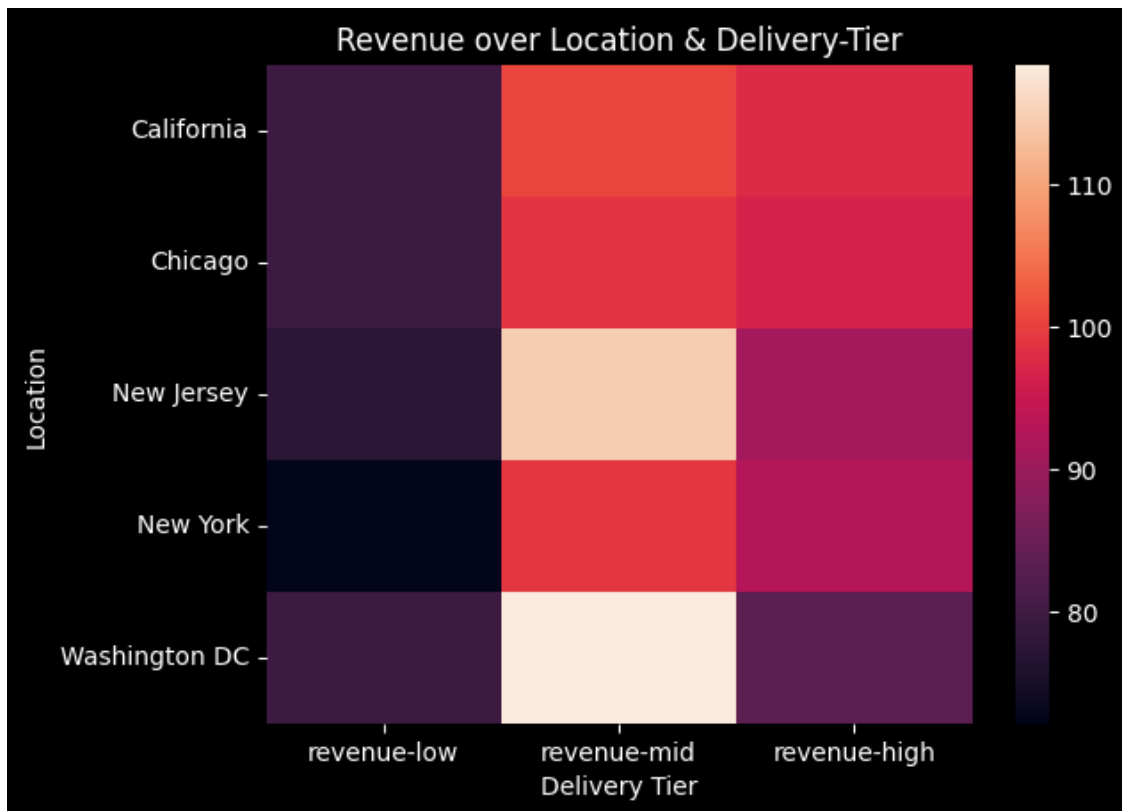 Revenue over Location & Delivery-Tier
California
Chicago
New Jersey
New York
Washington DC
Location
revenue-low
revenue-mid
revenue-high
Delivery Tier
110
100
90
80